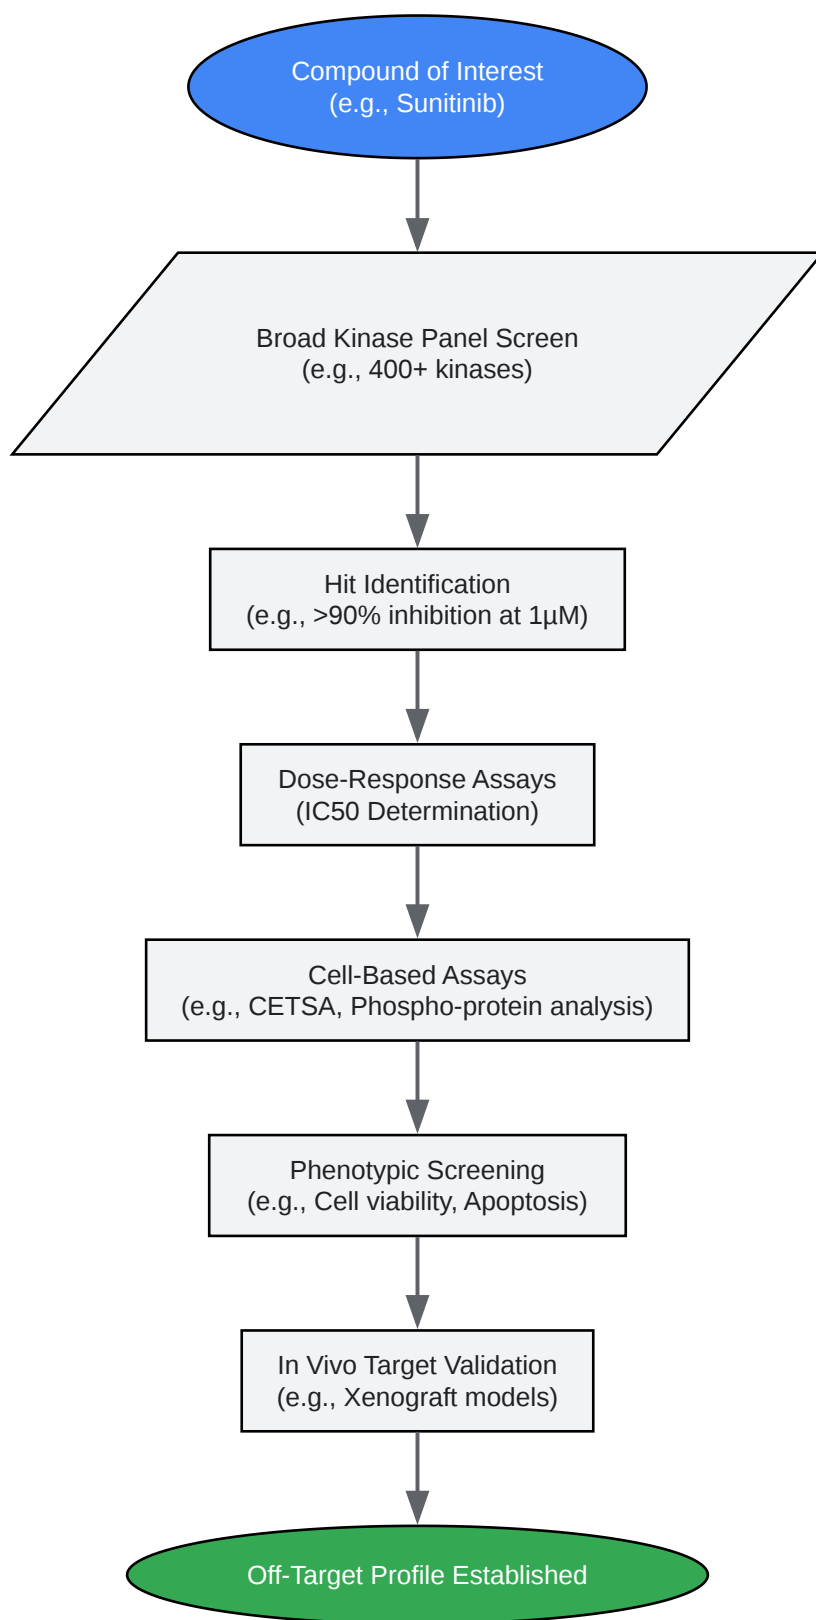 Compound of Interest
(e.g., Sunitinib)
Broad Kinase Panel Screen
(e.g., 400+ kinases)
Hit Identification
(e.g., >90% inhibition at 1µM)
Dose-Response Assays
(IC50 Determination)
Cell-Based Assays
(e.g., CETSA, Phospho-protein analysis)
Phenotypic Screening
(e.g., Cell viability, Apoptosis)
In Vivo Target Validation
(e.g., Xenograft models)
Off-Target Profile Established